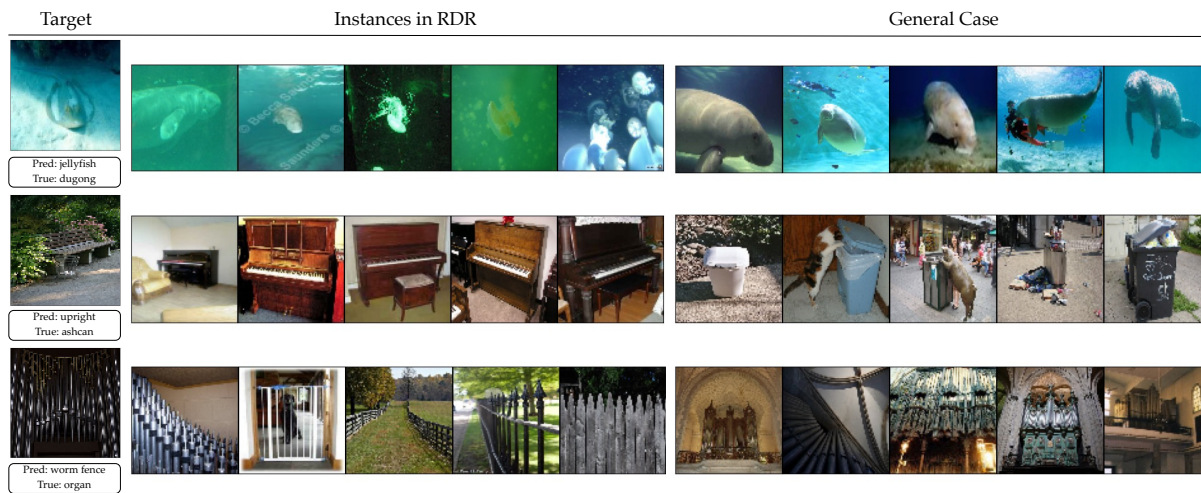 Target Instances in RDR General Case
Pred: jellyfish
True: dugong
Pred: upright
True: ashcan
Pred: worm fence
True: organ